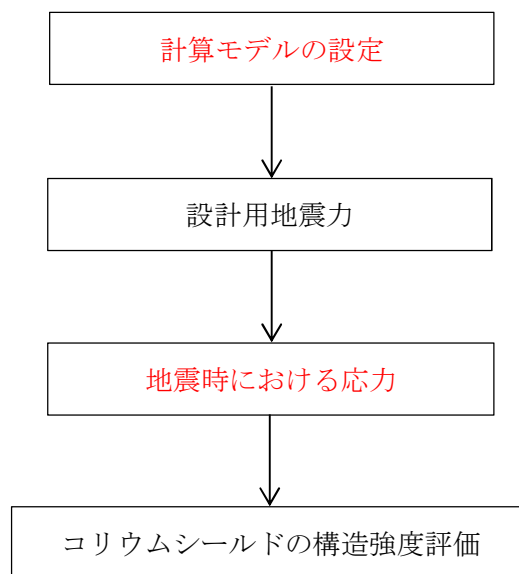 計算モデルの設定
設計用地震力
地震時における応力
コリウムシールドの構造強度評価